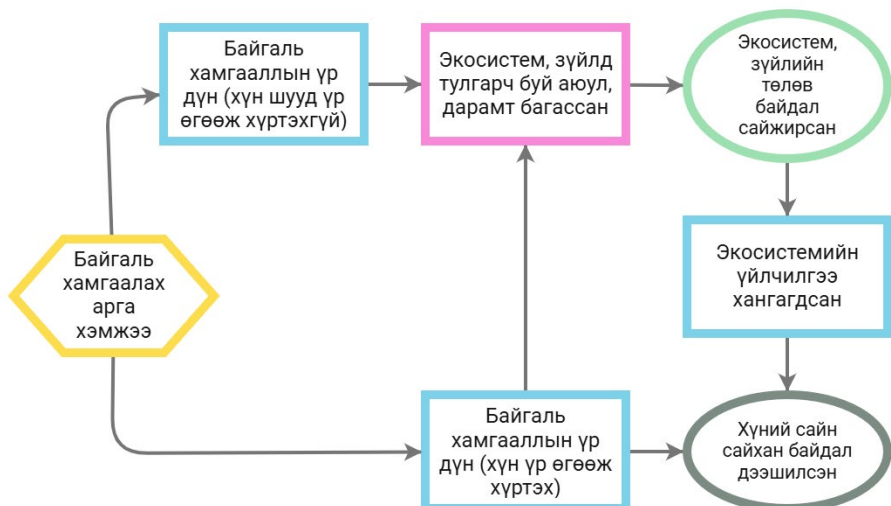 Байгаль
хамгааллын үр
дүн (хүн шууд үр
өгөөж хүртэхгүй)
Экосистем, зүйлд
тулгарч буй аюул,
дарамт багассан
Экосистем,
зүйлийн
төлөв
байдал
сайжирсан
Байгаль
хамгаалах
арга
хэмжээ
Экосистемийн
үйлчилгээ
хангагдсан
Байгаль
хамгааллын үр
дүн (хүн үр өгөөж
хүртэх)
Хүний сайн
сайхан байдал
дээшилсэн